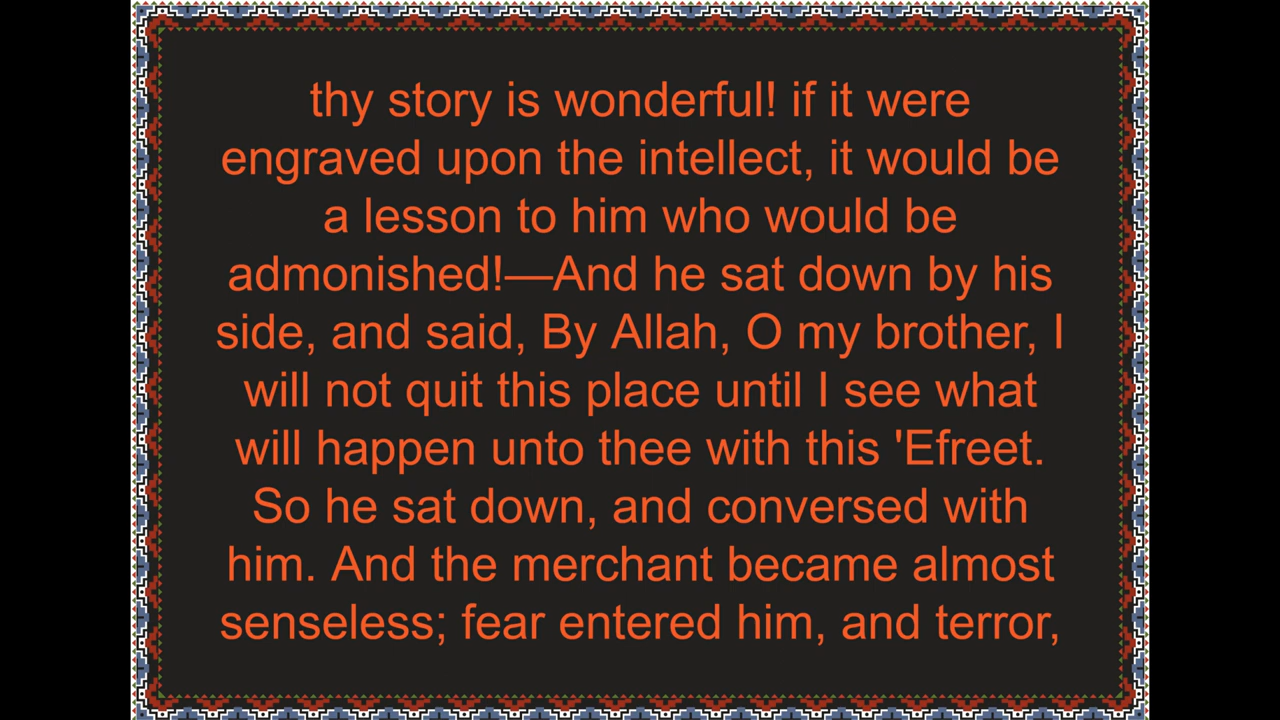 thy story is wonderful! if it were
engraved upon the intellect, it would be
a lesson to him who would be
admonished!—And he sat down by his
side, and said, By Allah, O my brother, I
will not quit this place until I see what
will happen unto thee with this 'Efreet.
So he sat down, and conversed with
him. And the merchant became almost
senseless; fear entered him, and terror,